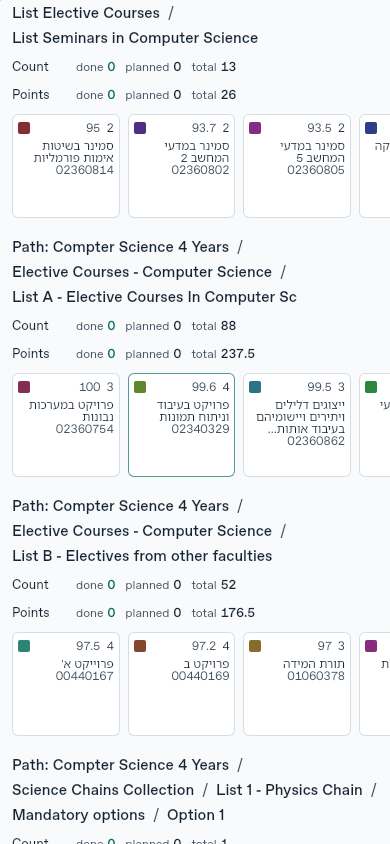 List Elective Courses /
List Seminars in Computer Science
Count done 0 planned 0 total 13
Points done 0 planned 0 total 26
95 2
סמינר בשיטות
אימות פורמליות
02360814
93.7 2
סמינר במדעי
המחשב 2
02360802
93.5 2
סמינר במדעי
המחשב 5
02360805
Path: Compter Science 4 Years /
Elective Courses - Computer Science /
List A - Elective Courses In Computer Sc
Count done 0 planned 0 total 88
Points done 0 planned 0 total 237.5
100 3
פרויקט במערכות
נבונות
02360754
99.6 4
פרויקט בעיבוד
וניתוח תמונות
02340329
99.5 3
ייצוגים דלילים
ויתירים ויישומיהם
בעיבוד אותות...
02360862
Path: Compter Science 4 Years /
Elective Courses - Computer Science /
List B - Electives from other faculties
Count done 0 planned 0 total 52
Points done 0 planned 0 total 176.5
97.5 4
פרוייקט א'
00440167
97.2 4
פרויקט ב
00440169
97 3
תורת המידה
01060378
Path: Compter Science 4 Years /
Science Chains Collection / List 1 - Physics Chain /
Mandatory options / Option 1
Count done 0 planned 0 total 1